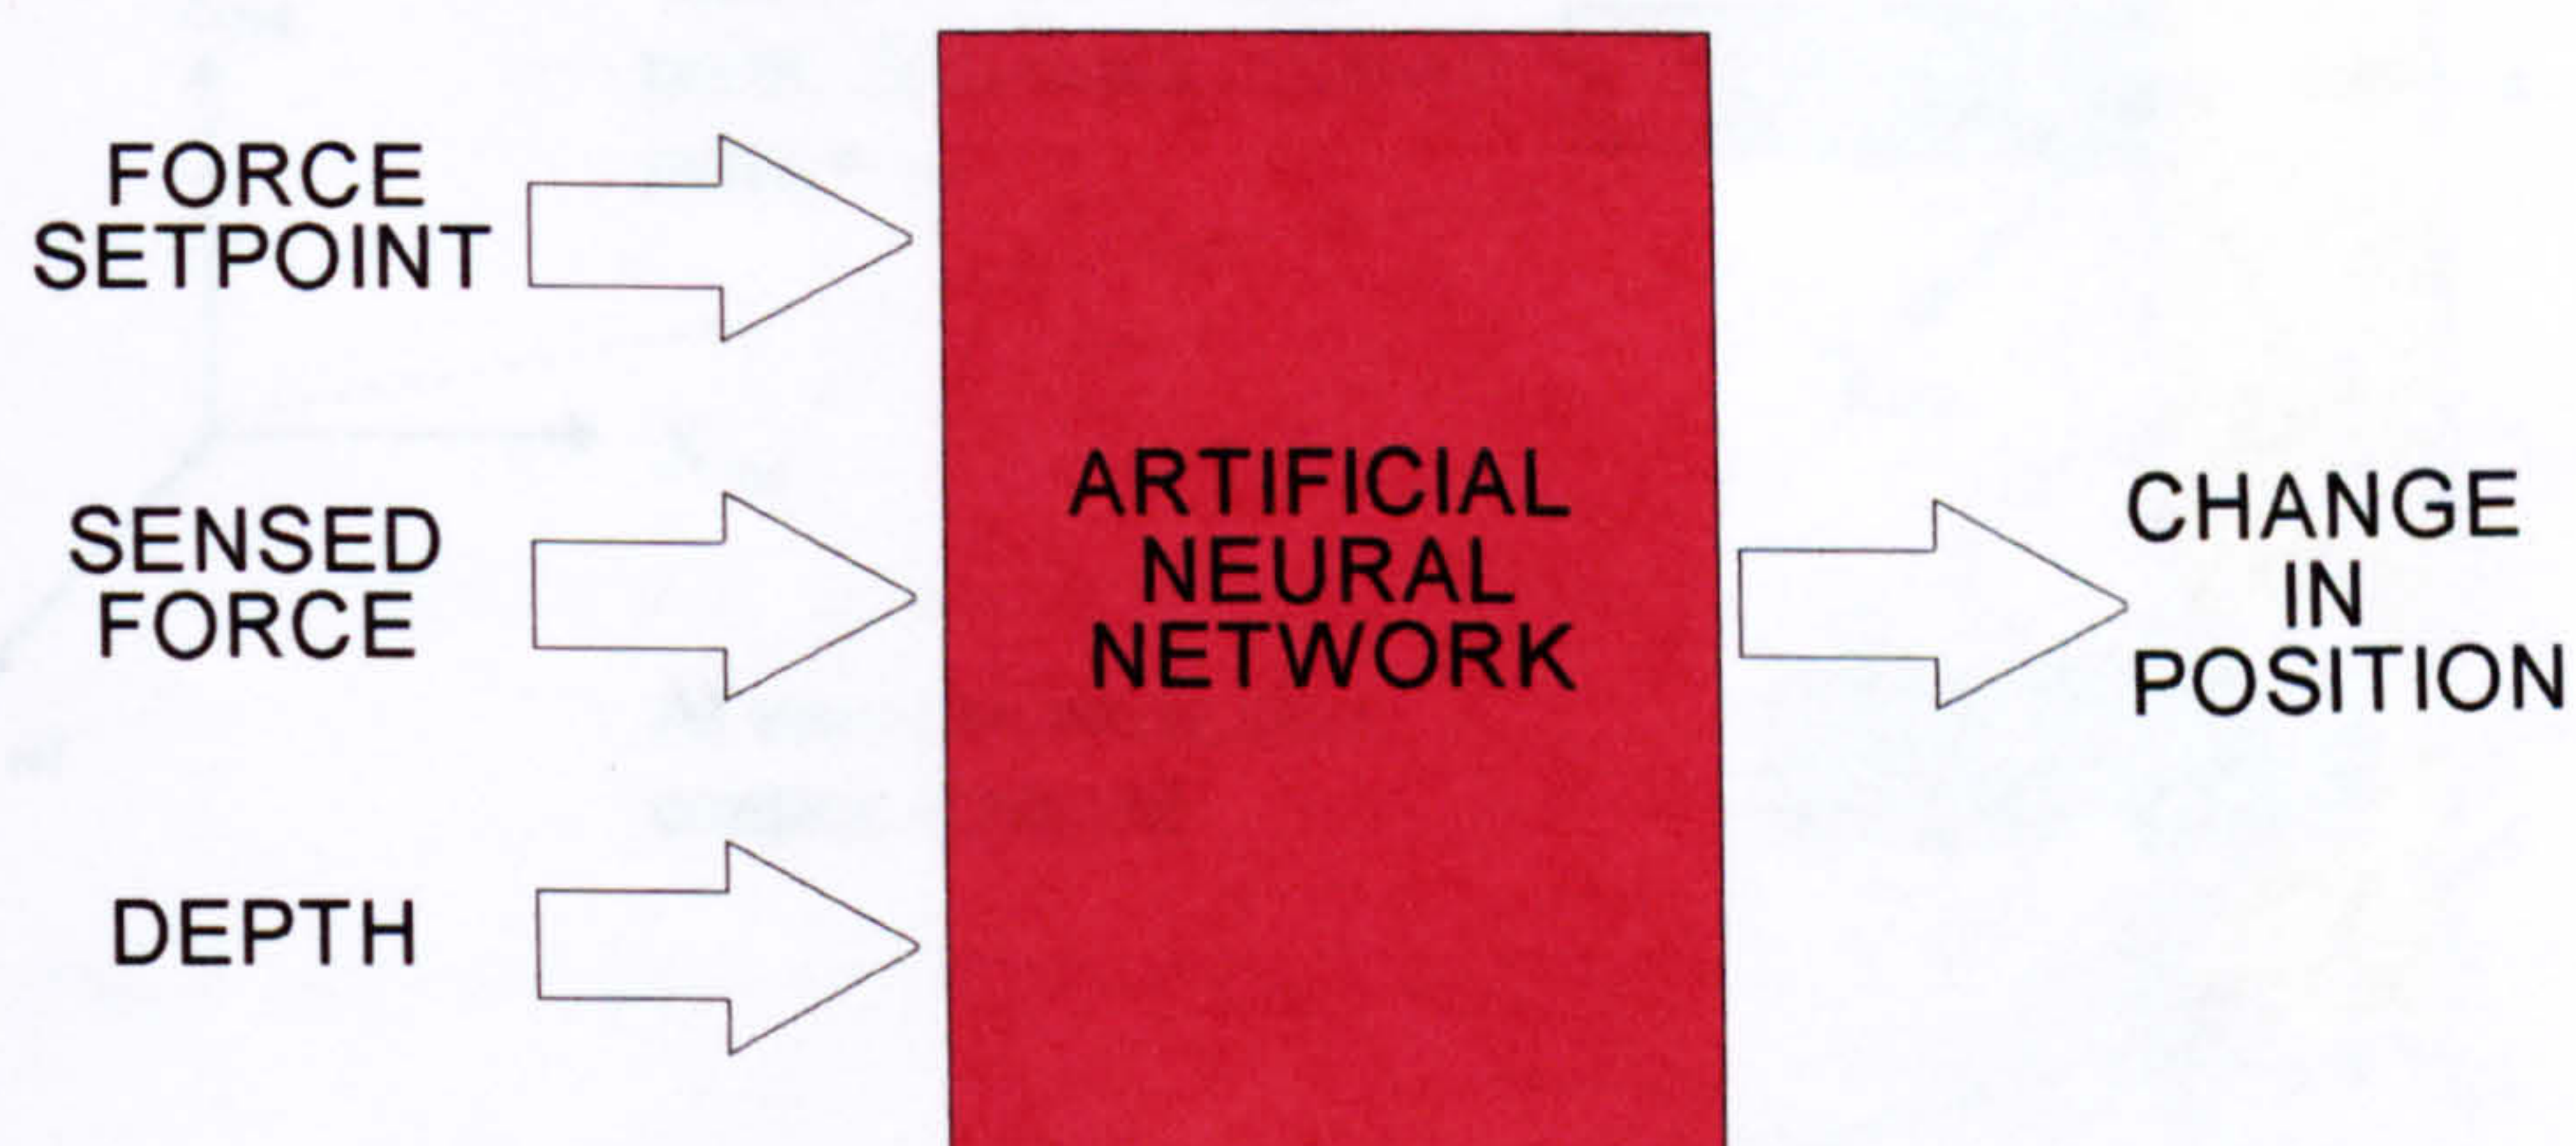 FORCE
SETPOINT
SENSED
FORCE
DEPTH
ARTIFICIAL
NEURAL
NETWORK
CHANGE
IN
POSITION